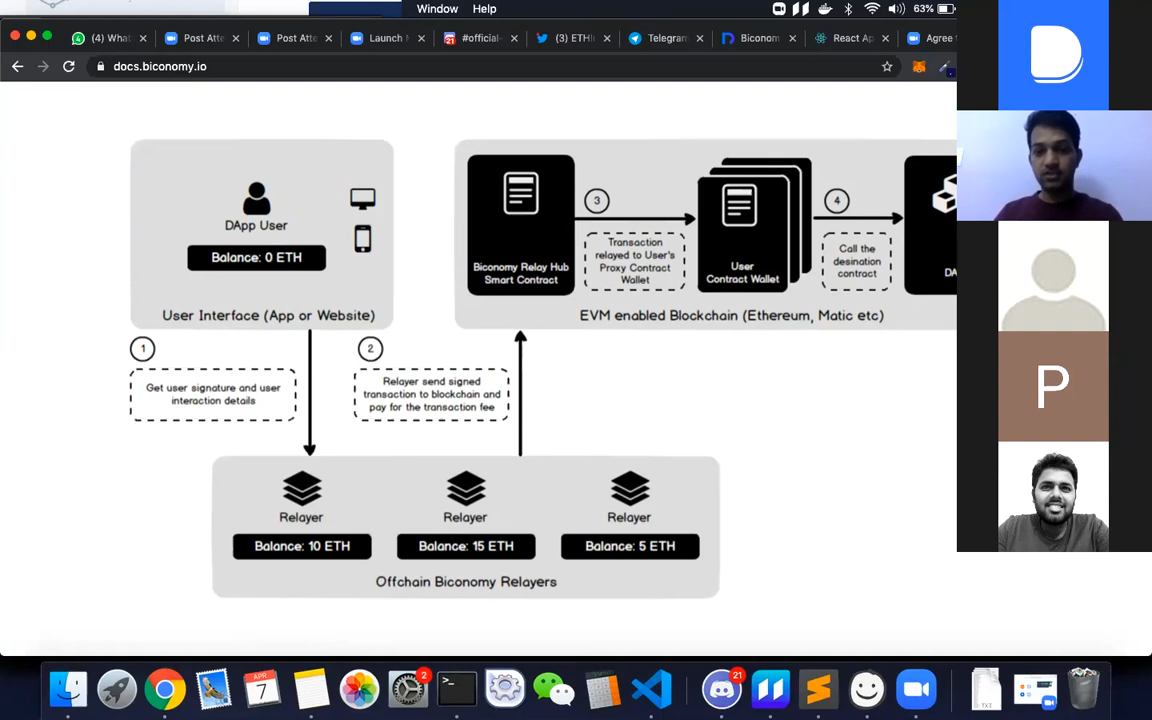 Window Help
63%
(4) What
Post Atte
Post Atte
Launch
#official-
(3) ETHI
Telegram
Biconom
React Ap
Agree
docs.biconomy.io
DApp User
Balance: 0 ETH
User Interface (App or Website)
Biconomy Relay Hub
Smart Contract
3
Transaction
relayed to User's
Proxy Contract
Wallet
User
Contract Wallet
4
Call the
desination
contract
DA
EVM enabled Blockchain (Ethereum, Matic etc)
1
Get user signature and user
interaction details
2
Relayer send signed
transaction to blockchain and
pay for the transaction fee
Relayer
Relayer
Relayer
Balance: 10 ETH
Balance: 15 ETH
Balance: 5 ETH
Offchain Biconomy Relayers
P
APR
7
2
21
TXT